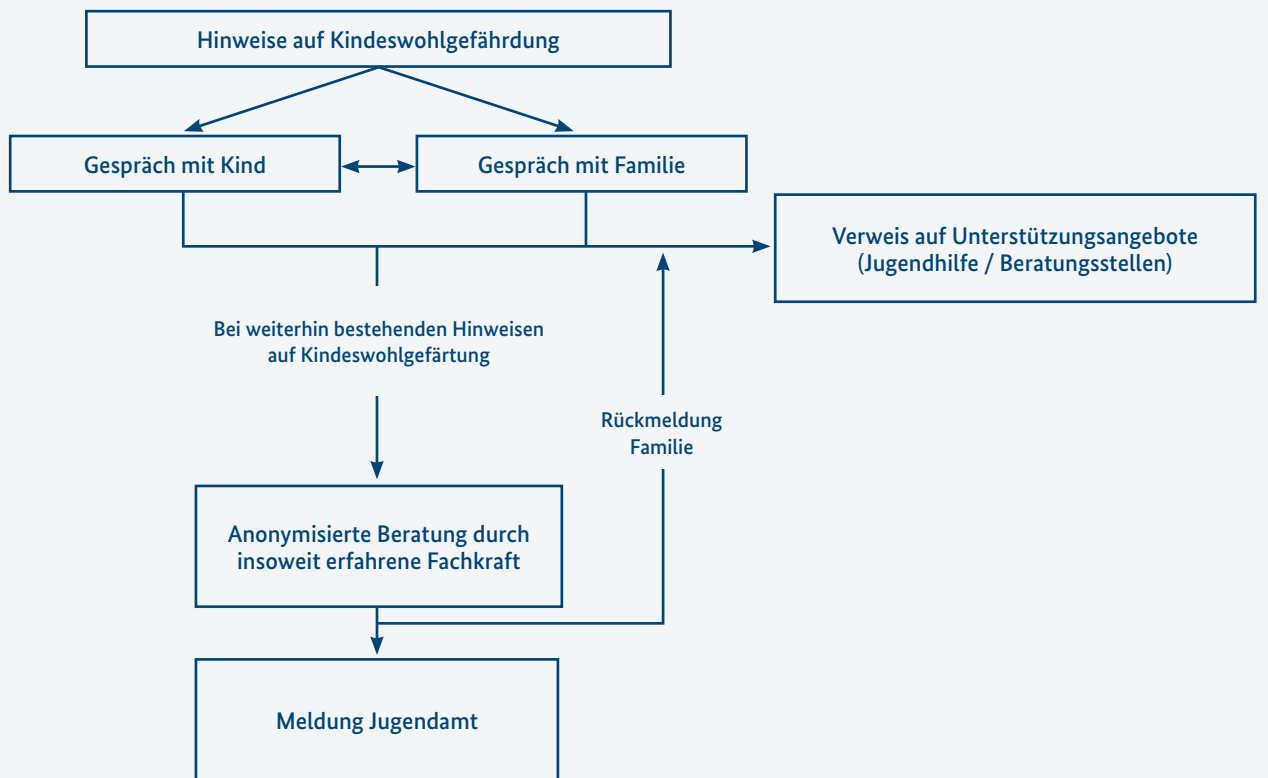 Hinweise auf Kindeswohlgefährdung
Gespräch mit Kind
Gespräch mit Familie
Verweis auf Unterstützungsangebote
(Jugendhilfe / Beratungsstellen)
Bei weiterhin bestehenden Hinweisen
auf Kindeswohlgefärtung
Rückmeldung
Familie
Anonymisierte Beratung durch
insoweit erfahrene Fachkraft
Meldung Jugendamt